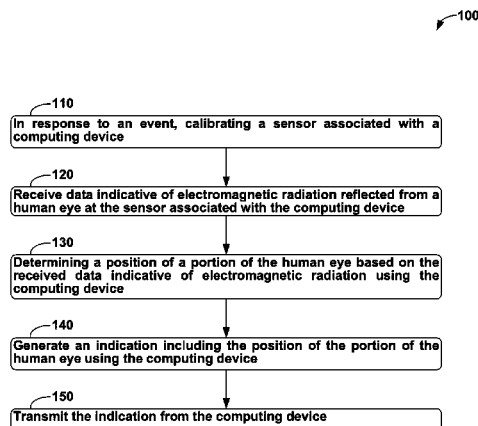 100
110
In response to an event, calibrating a sensor associated with a
computing device
120
Receive data indicative of electromagnetic radiation reflected from a
human eye at the sensor associated with the computing device
130
Determining a position of a portion of the human eye based on the
received data indicative of electromagnetic radiation using the
computing device
140
Generate an indication including the position of the portion of the
human eye using the computing device
150
Transmit the indication from the computing device